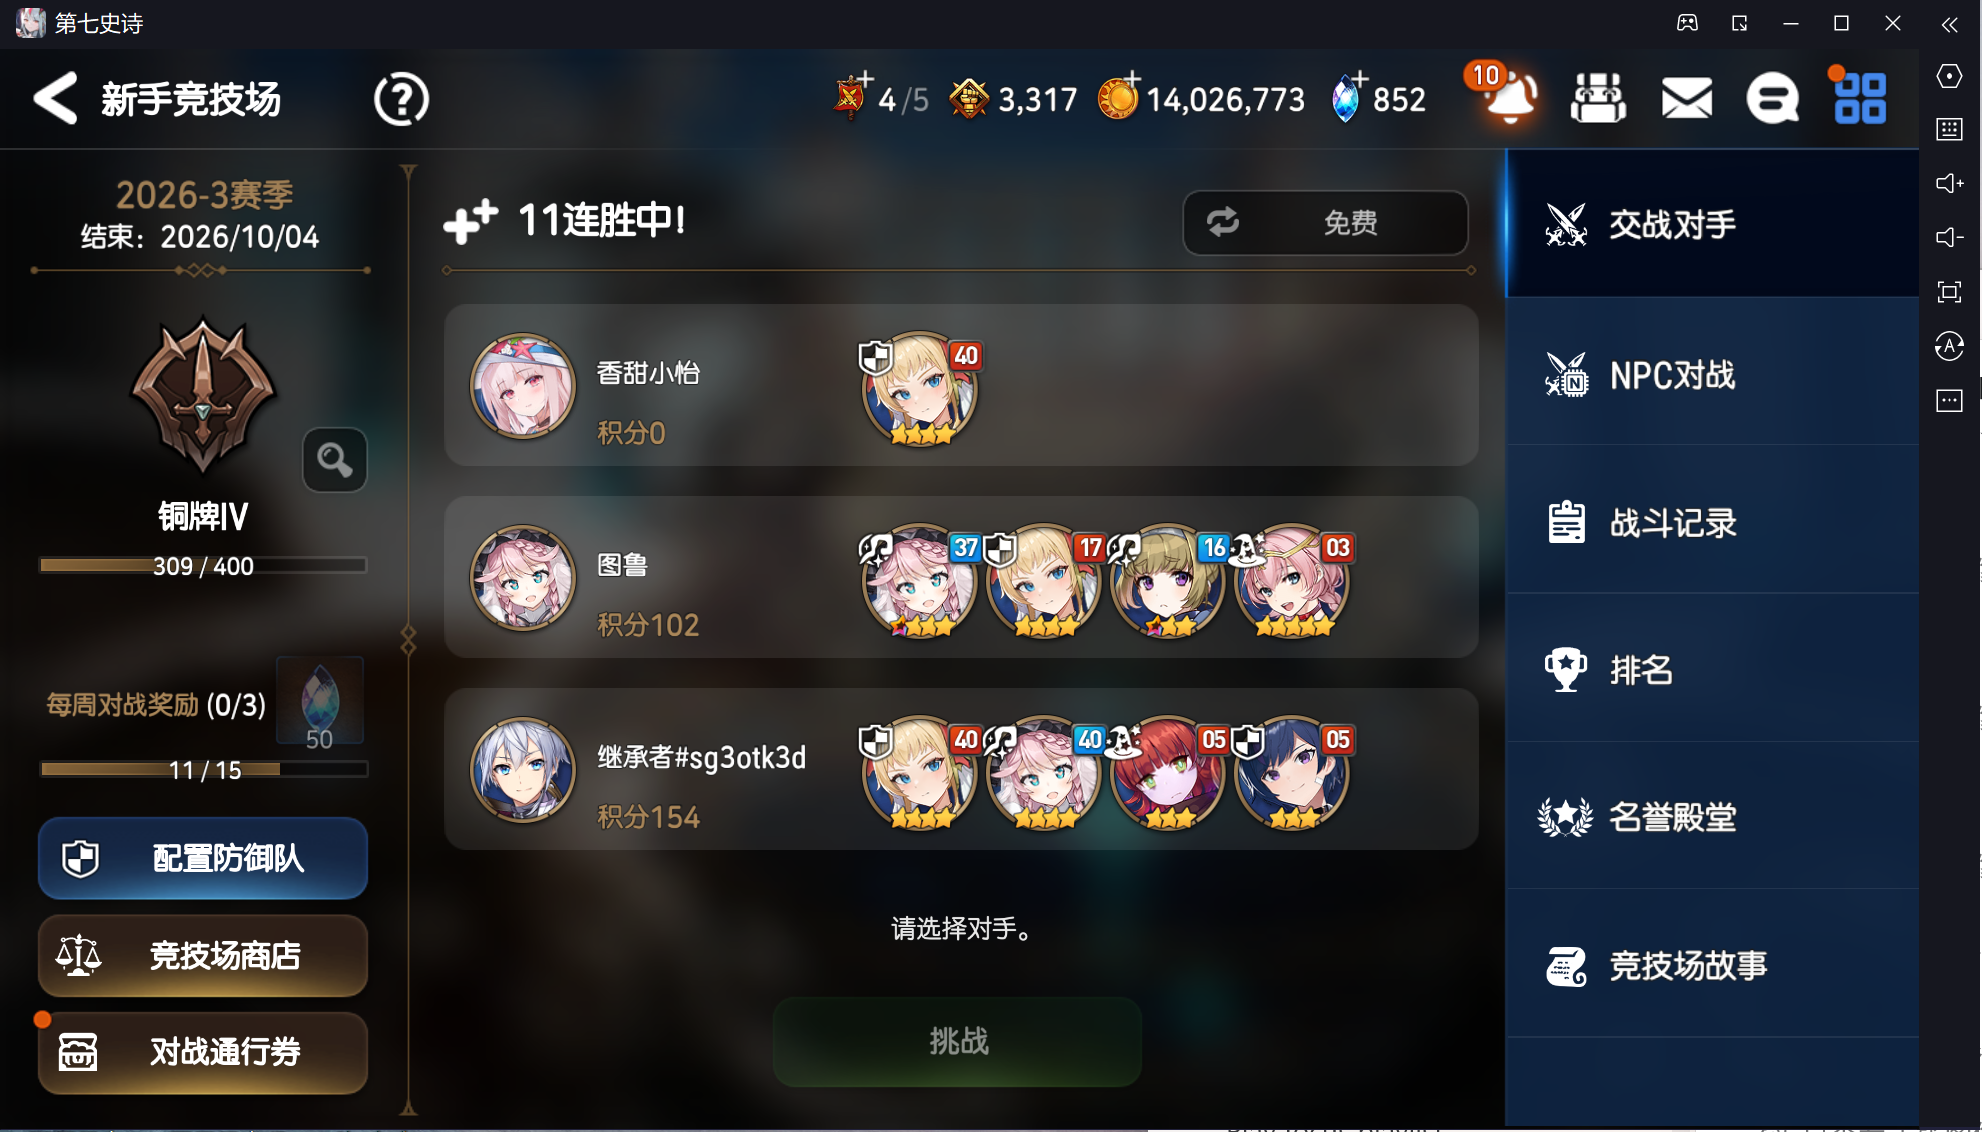 第七史诗
新手竞技场
4/5
3,317
14,026,773
852
10
2026-3赛季
结束：2026/10/04
铜牌IV
309 / 400
每周对战奖励 (0/3)
50
11 / 15
配置防御队
竞技场商店
对战通行券
11连胜中!
免费
香甜小怡
积分0
40
图鲁
积分102
37
17
16
03
继承者#sg3otk3d
积分154
40
40
05
05
请选择对手。
挑战
交战对手
NPC对战
战斗记录
排名
名誉殿堂
竞技场故事